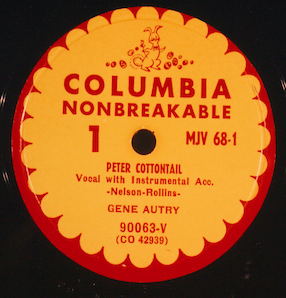 COLUMBIA
NONBREAKABLE
1 MJV 68-1
PETER COTTONTAIL
Vocal with Instrumental Acc.
-Nelson-Rollins-
GENE AUTRY
90063-V
(CO 42939)